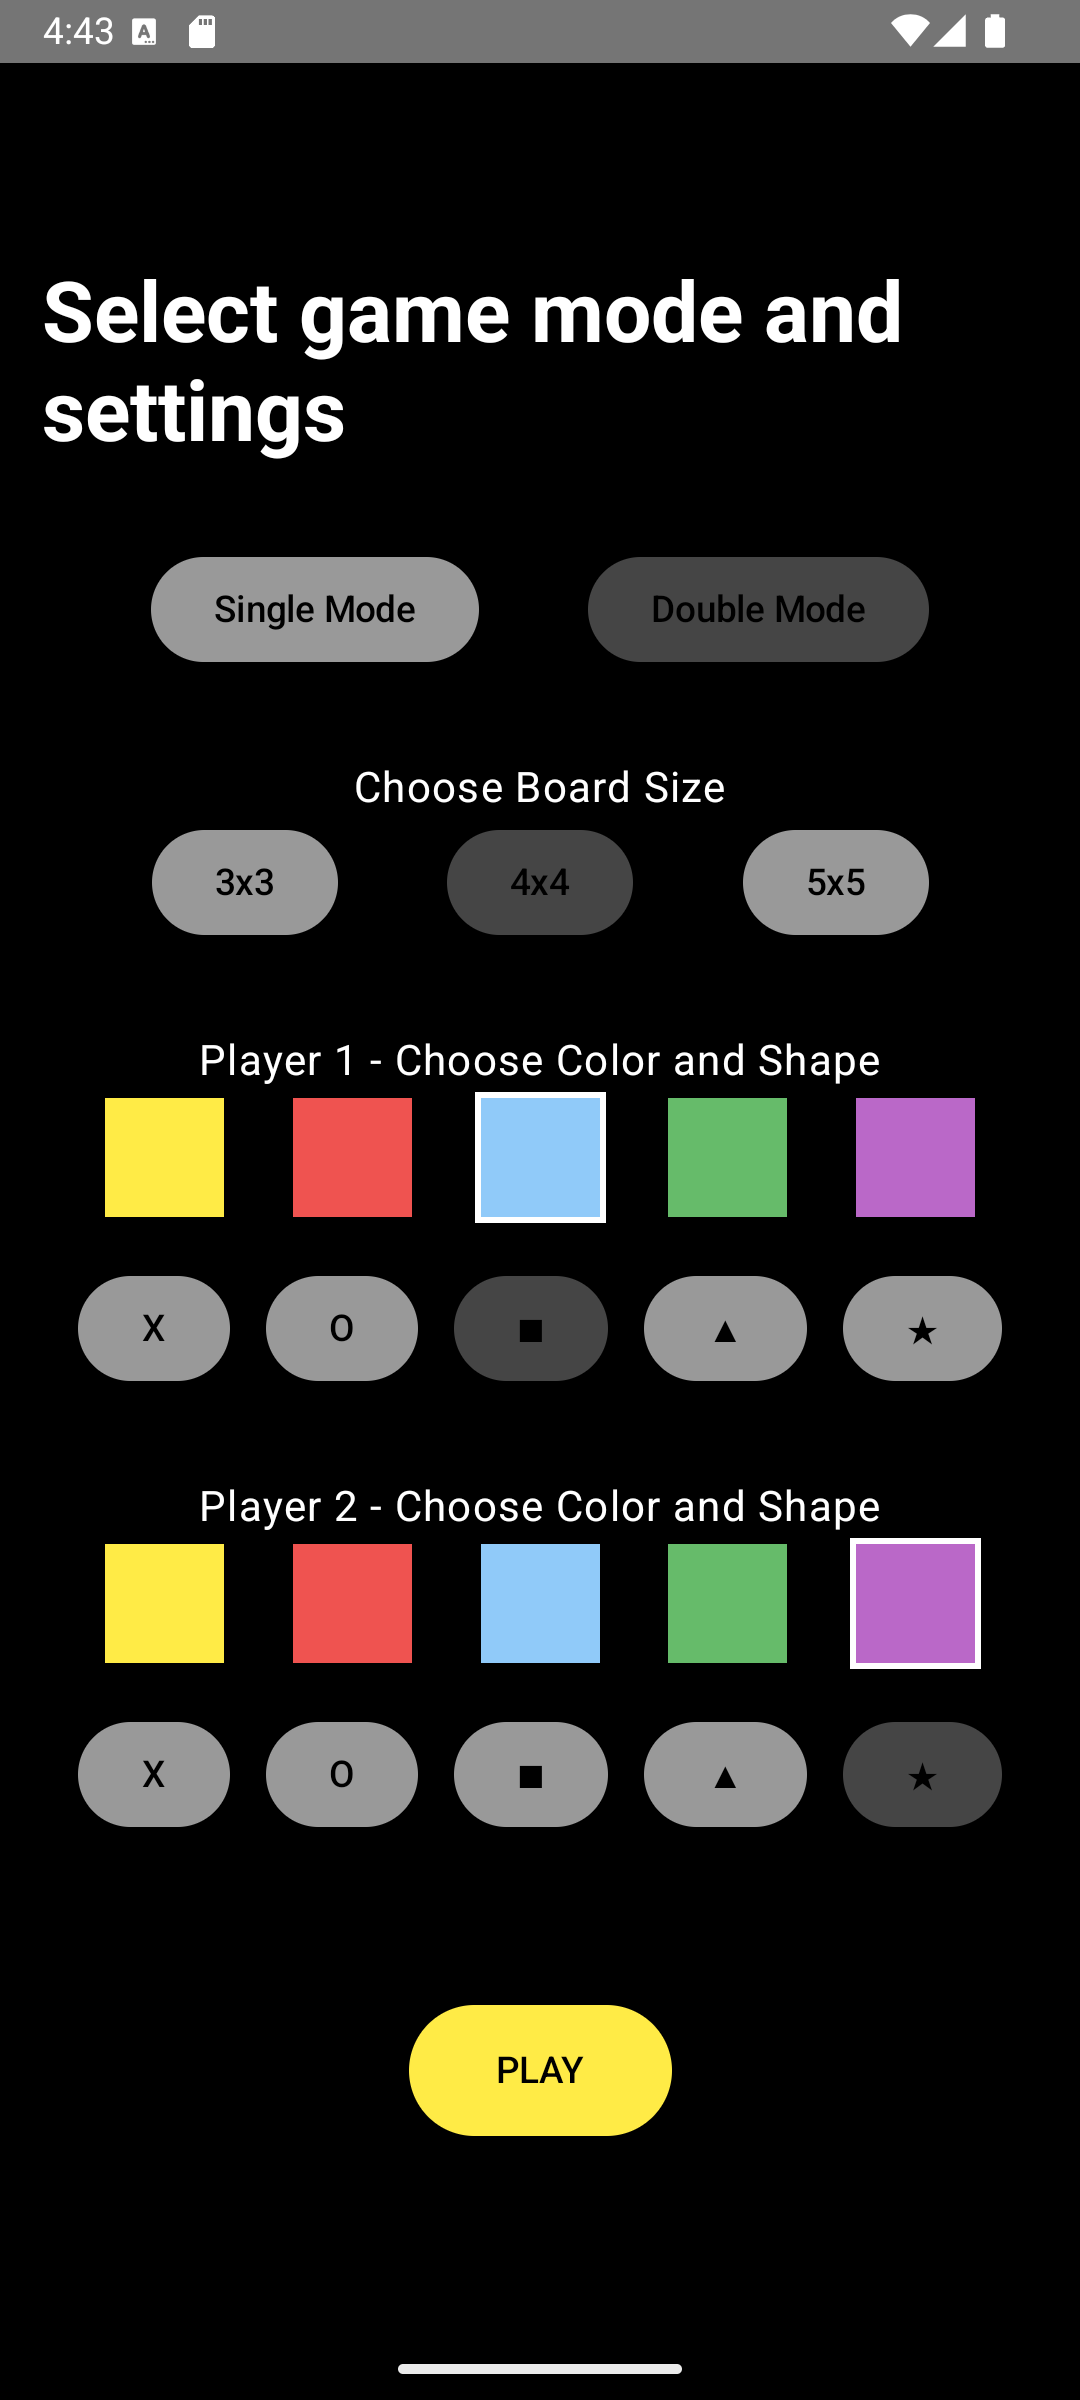 4:43
Select game mode and
settings
Single Mode Double Mode
Choose Board Size
3x3 4x4 5x5
Player 1 - Choose Color and Shape
X O ■ ▲ ★
Player 2 - Choose Color and Shape
X O ■ ▲ ★
PLAY